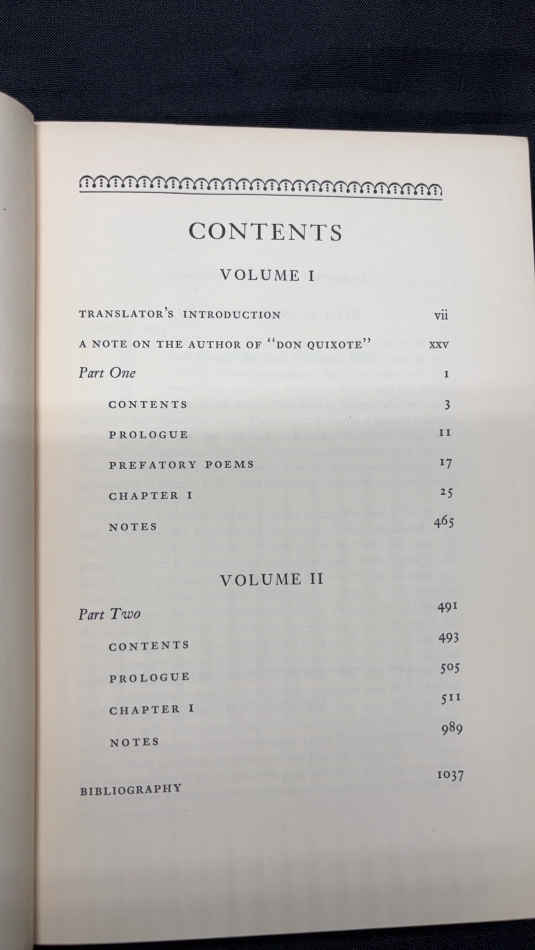 CONTENTS
VOLUME I
TRANSLATOR'S INTRODUCTION vii
A NOTE ON THE AUTHOR OF "DON QUIXOTE" xxv
Part One 1
CONTENTS 3
PROLOGUE 11
PREFATORY POEMS 17
CHAPTER I 25
NOTES 465
VOLUME II
Part Two 491
CONTENTS 493
PROLOGUE 505
CHAPTER I 511
NOTES 989
BIBLIOGRAPHY 1037